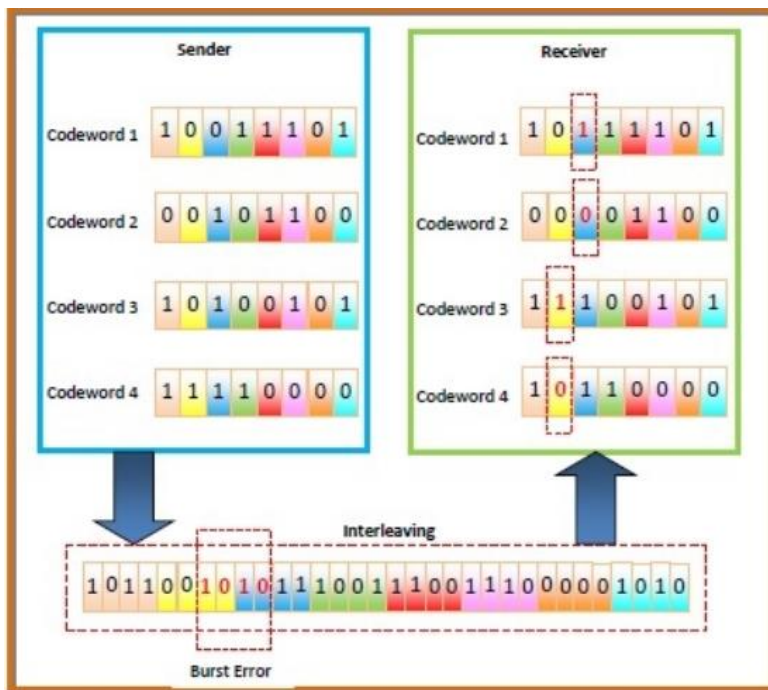 Sender
Codeword 1 1 0 0 1 1 1 0 1
Codeword 2 0 0 1 0 1 1 0 0
Codeword 3 1 0 1 0 0 1 0 1
Codeword 4 1 1 1 1 0 0 0 0
Receiver
Codeword 1 1 0 1 1 1 1 0 1
Codeword 2 0 0 0 0 1 1 0 0
Codeword 3 1 1 1 0 0 1 0 1
Codeword 4 1 0 1 1 0 0 0 0
Interleaving
1 0 1 1 0 0 1 0 1 0 1 1 1 0 0 1 1 1 0 0 1 1 1 0 0 0 0 0 1 0 1 0
Burst Error